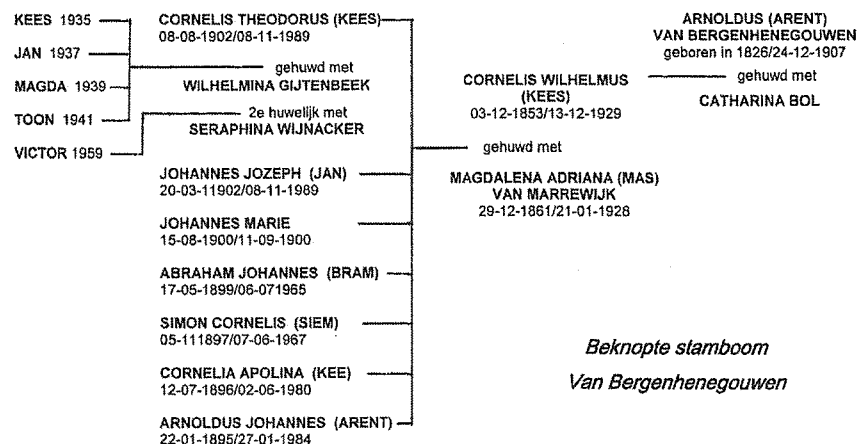 KEES 1935
JAN 1937
MAGDA 1939
TOON 1941
VICTOR 1959
CORNELIS THEODORUS (KEES)
08-08-1902/08-11-1989
gehuwd met
WILHELMINA GIJTENBEEK
2e huwelijk met
SERAPHINA WIJNACKER
JOHANNES JOZEPH (JAN)
20-03-11902/08-11-1989
JOHANNES MARIE
15-08-1900/11-09-1900
ABRAHAM JOHANNES (BRAM)
17-05-1899/06-071965
SIMON CORNELIS (SIEM)
05-111897/07-06-1967
CORNELIA APOLINA (KEE)
12-07-1896/02-06-1980
ARNOLDUS JOHANNES (ARENT)
22-01-1895/27-01-1984
CORNELIS WILHELMUS
(KEES)
03-12-1853/13-12-1929
gehuwd met
MAGDALENA ADRIANA (MAS)
VAN MARREWIJK
29-12-1861/21-01-1928
ARNOLDUS (ARENT)
VAN BERGENHENEGOUWEN
geboren in 1826/24-12-1907
gehuwd met
CATHARINA BOL
Beknopte stamboom
Van Bergenhenegouwen